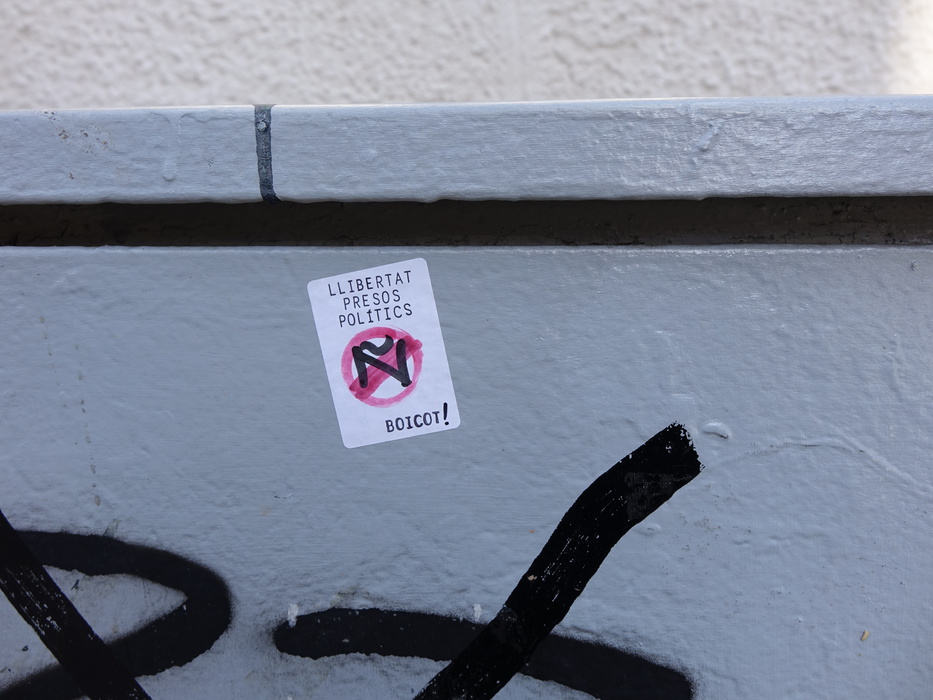 LLIBERTAT
PRESOS
POLÍTICS
Ñ
BOICOT!